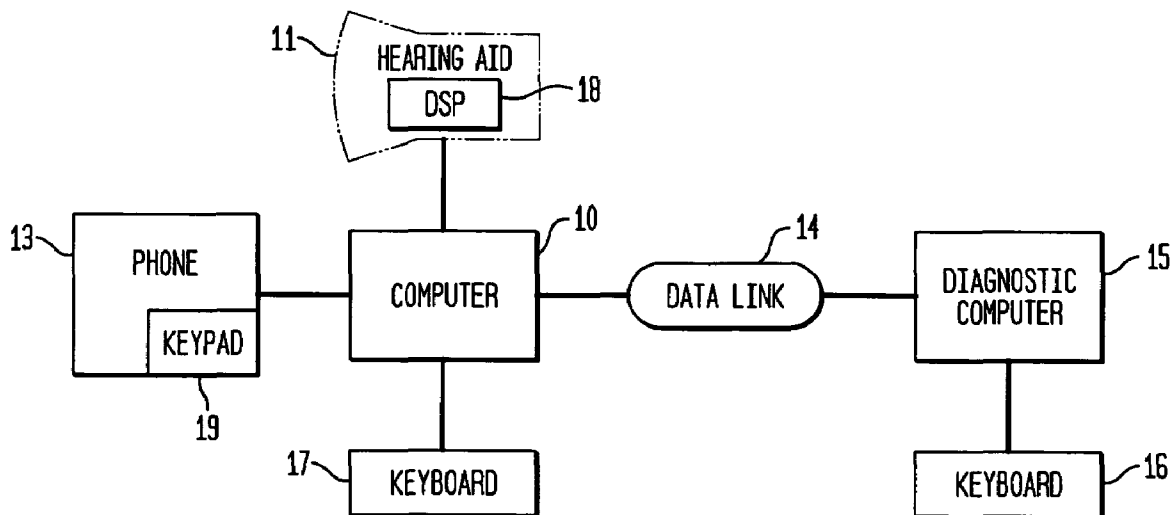 11
HEARING AID
DSP
18
13
PHONE
KEYPAD
19
10
COMPUTER
14
DATA LINK
15
DIAGNOSTIC
COMPUTER
17
KEYBOARD
KEYBOARD
16